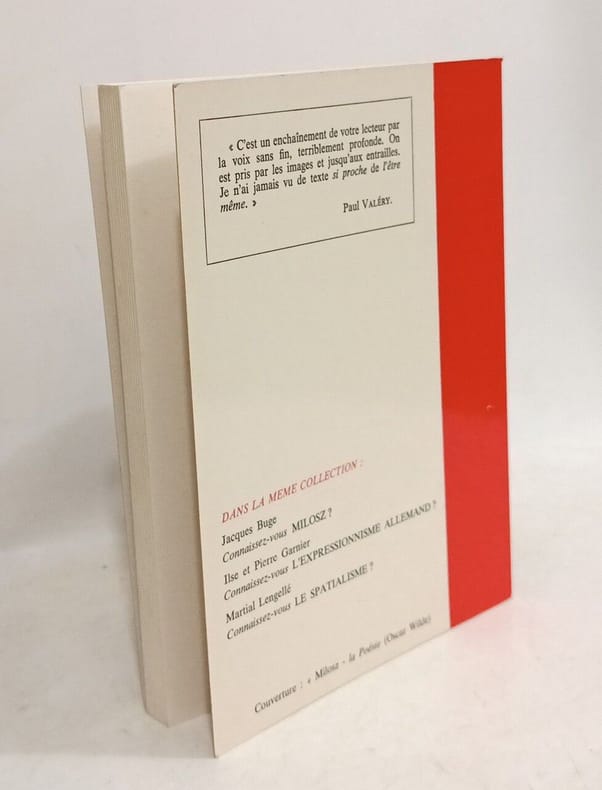 « C'est un enchaînement de votre lecteur par
la voix sans fin, terriblement profonde. On
est pris par les images et jusqu'aux entrailles.
Je n'ai jamais vu de texte si proche de l'être
même. »
Paul VALÉRY.
DANS LA MEME COLLECTION :
Jacques Buge
Connaissez-vous MILOSZ ?
Ilse et Pierre Garnier
Connaissez-vous L'EXPRESSIONNISME ALLEMAND ?
Martial Lengellé
Connaissez-vous LE SPATIALISME ?
Couverture : « Milosz - la Poésie (Oscar Wilde)